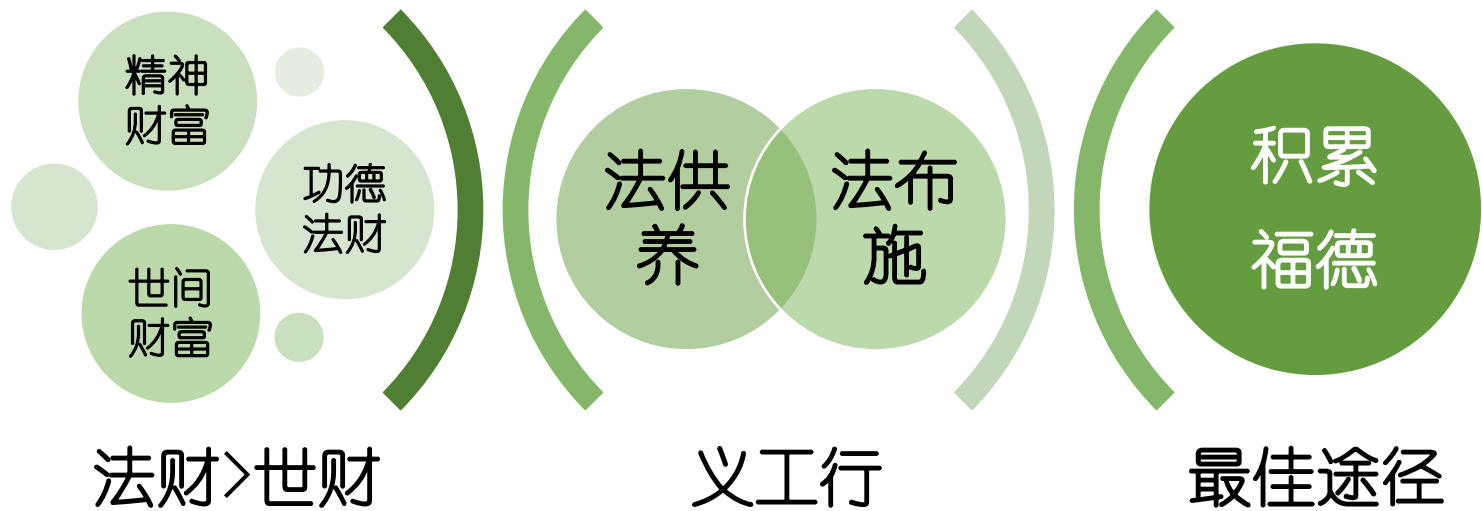 精神
财富
功德
法财
世间
财富
法财>世财
法供
养
法布
施
义工行
积累
福德
最佳途径